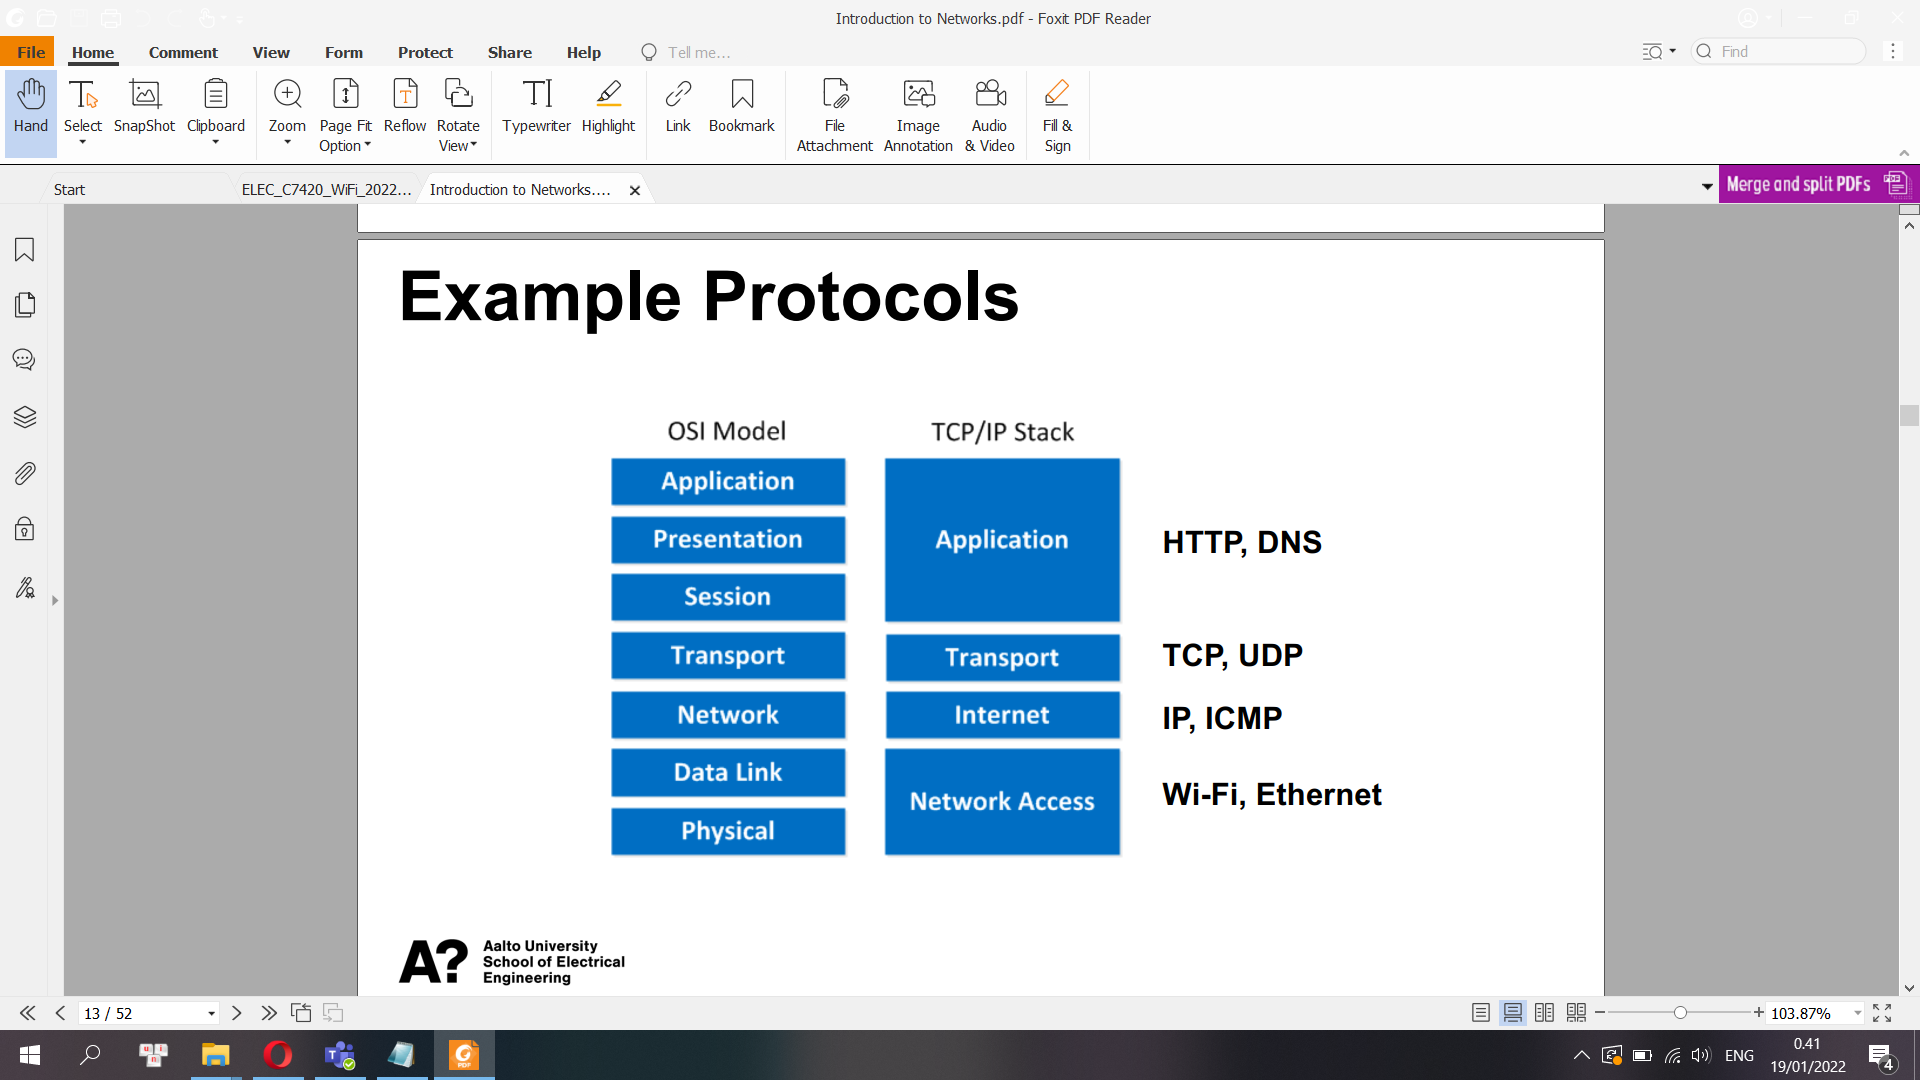 Introduction to Networks.pdf - Foxit PDF Reader
File Home Comment View Form Protect Share Help Tell me... Find
Hand Select SnapShot Clipboard Zoom Page Fit Option Reflow Rotate View Typewriter Highlight Link Bookmark File Attachment Image Annotation Audio & Video Fill & Sign
Start ELEC_C7420_WiFi_2022... Introduction to Networks.... Merge and split PDFs
Example Protocols
OSI Model TCP/IP Stack
Application
Presentation Application HTTP, DNS
Session
Transport Transport TCP, UDP
Network Internet IP, ICMP
Data Link
Network Access Wi-Fi, Ethernet
Physical
A? Aalto University
School of Electrical
Engineering
13 / 52 103.87%
ENG 0.41
19/01/2022 4